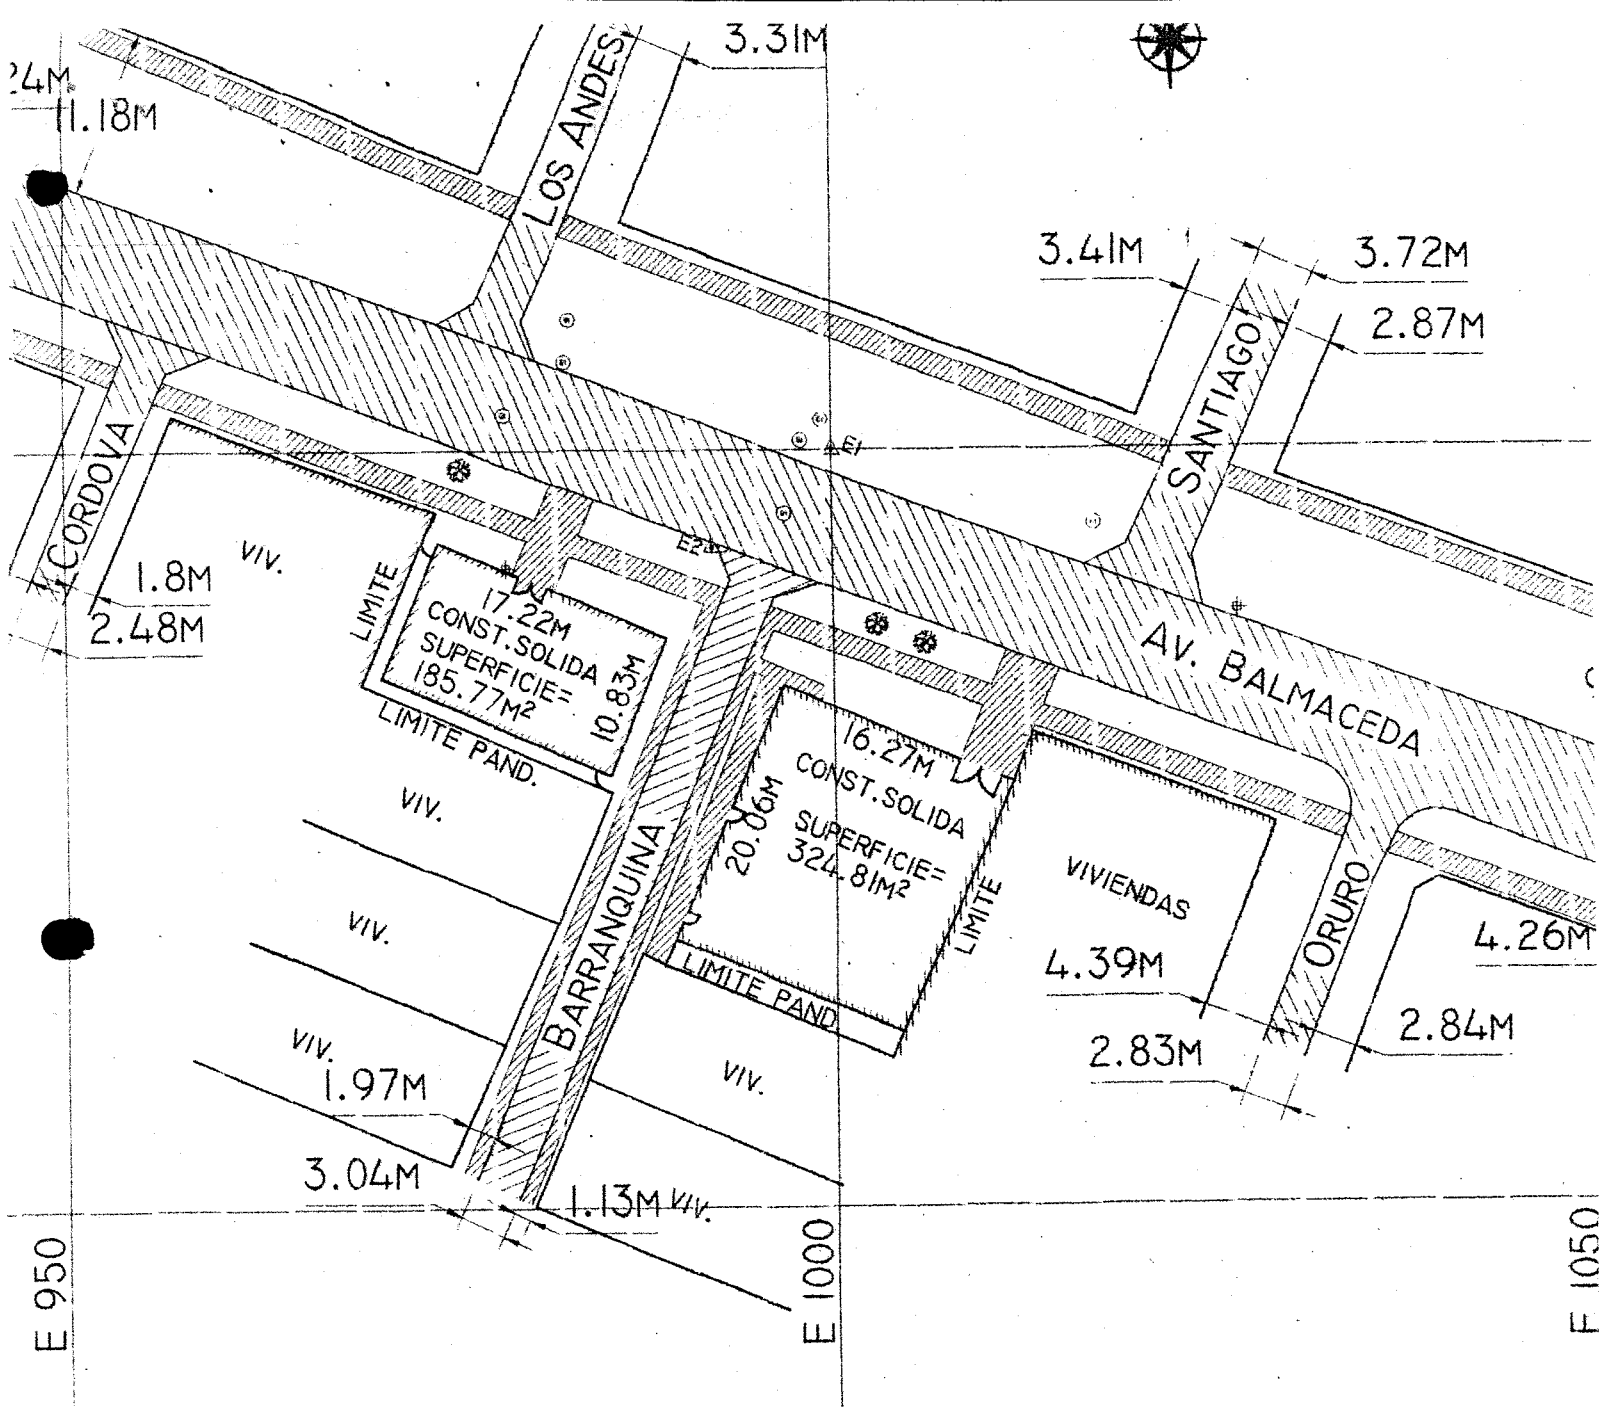 3.31M
24M
11.18M
LOS ANDES
3.41M
3.72M
2.87M
SANTIAGO
CORDOVA
E1
E2
VIV.
1.8M
2.48M
LIMITE
17.22M
CONST.SOLIDA
SUPERFICIE=
185.77M²
10.83M
LIMITE PAND.
AV. BALMACEDA
16.27M
CONST.SOLIDA
SUPERFICIE=
324.81M²
20.06M
LIMITE
LIMITE PAND.
VIV.
VIV.
VIV.
BARRANQUINA
VIVIENDAS
ORURO
4.26M
4.39M
2.84M
2.83M
VIV.
1.97M
3.04M
1.13M
VIV.
E 950
E 1000
E 1050